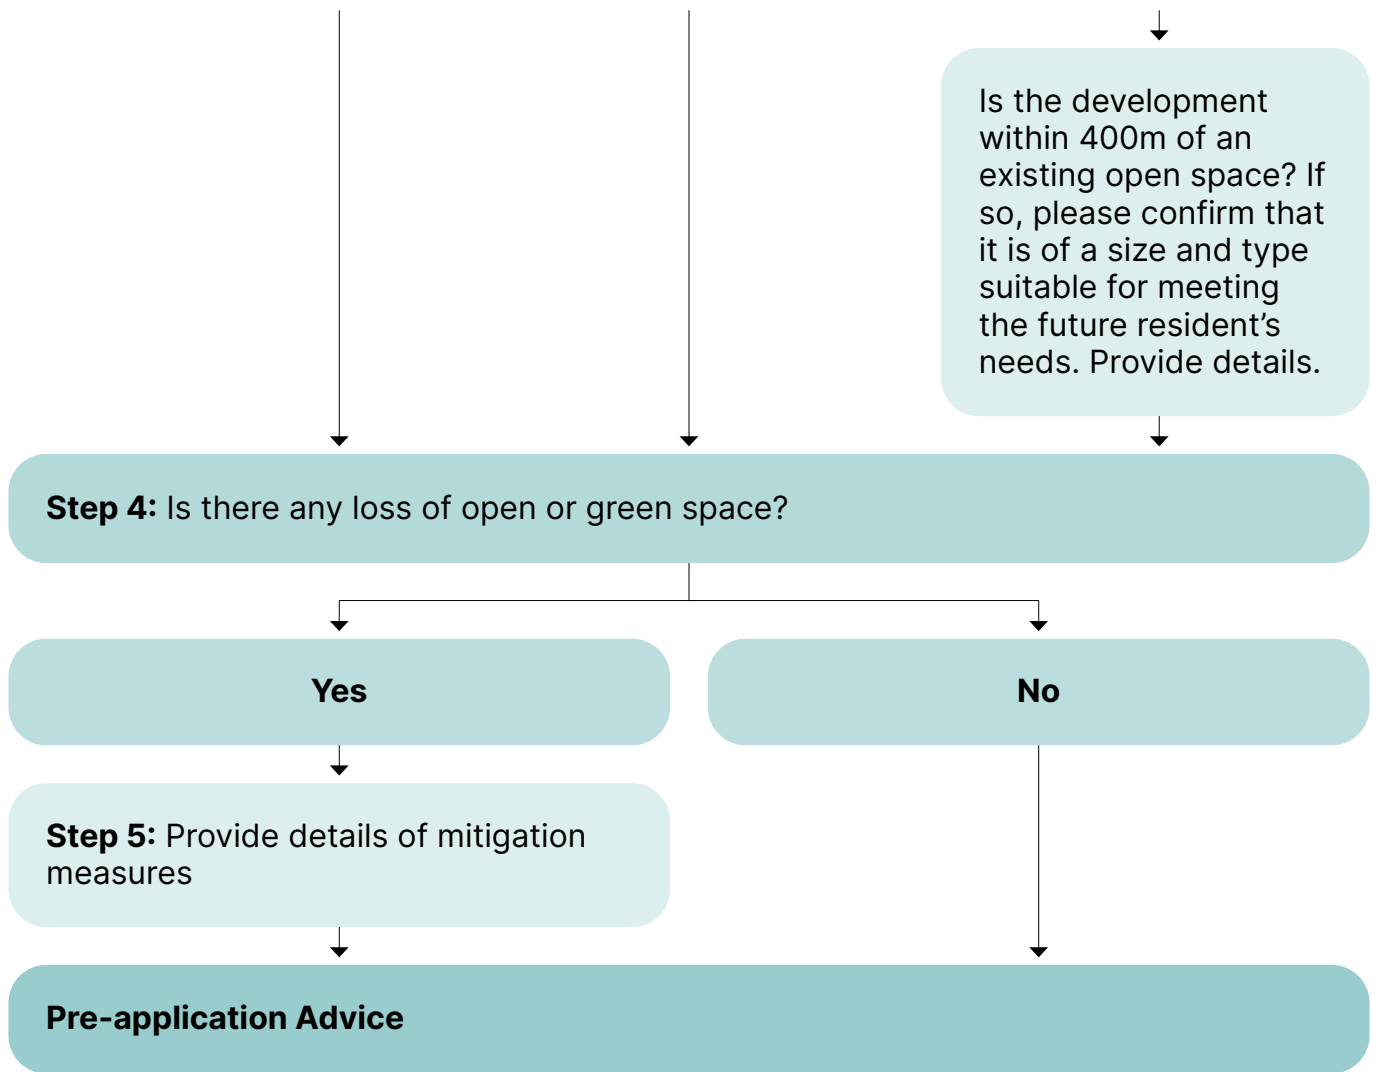 Is the development
within 400m of an
existing open space? If
so, please confirm that
it is of a size and type
suitable for meeting
the future resident’s
needs. Provide details.
Step 4: Is there any loss of open or green space?
Yes
No
Step 5: Provide details of mitigation
measures
Pre-application Advice